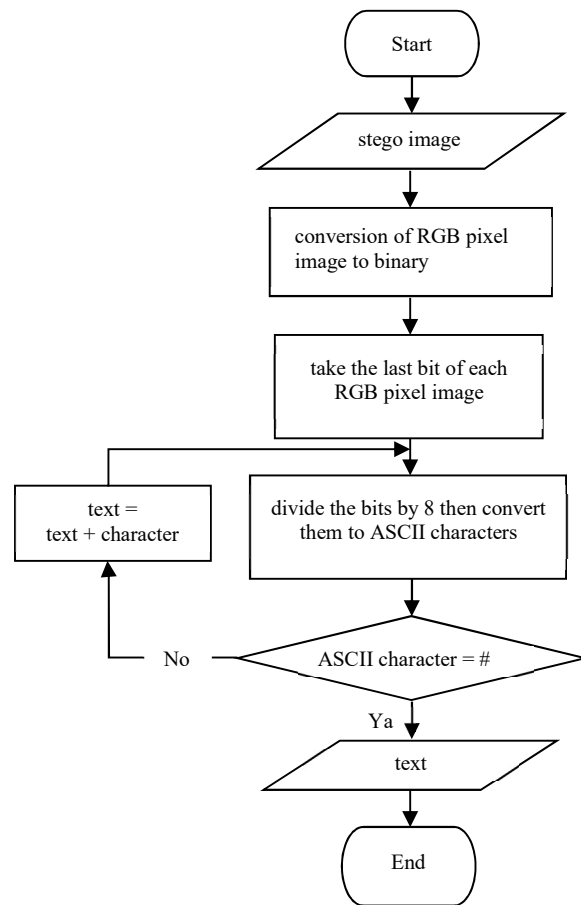 Start
stego image
conversion of RGB pixel
image to binary
take the last bit of each
RGB pixel image
text =
text + character
divide the bits by 8 then convert
them to ASCII characters
No
ASCII character = #
Ya
text
End